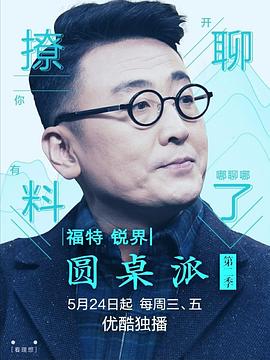 撩
聊
开
你
哪聊哪
有
料
了
福特 锐界
圆桌派
第二季
5月24日起 每周三、五
优酷独播
[看理想]